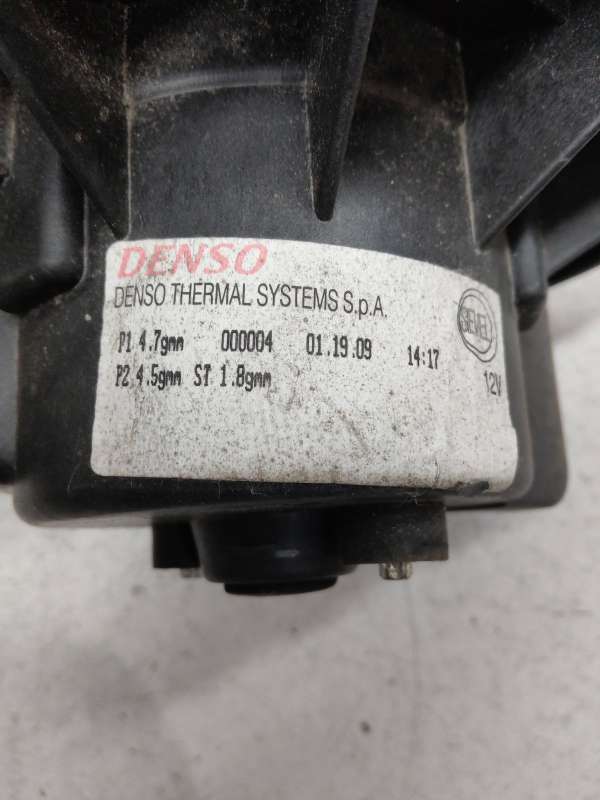 DENSO
DENSO THERMAL SYSTEMS S.p.A.
SEVEL
P1 4.7gmm 000004 01.19.09 14:17
P2 4.5gmm ST 1.8gmm
12V